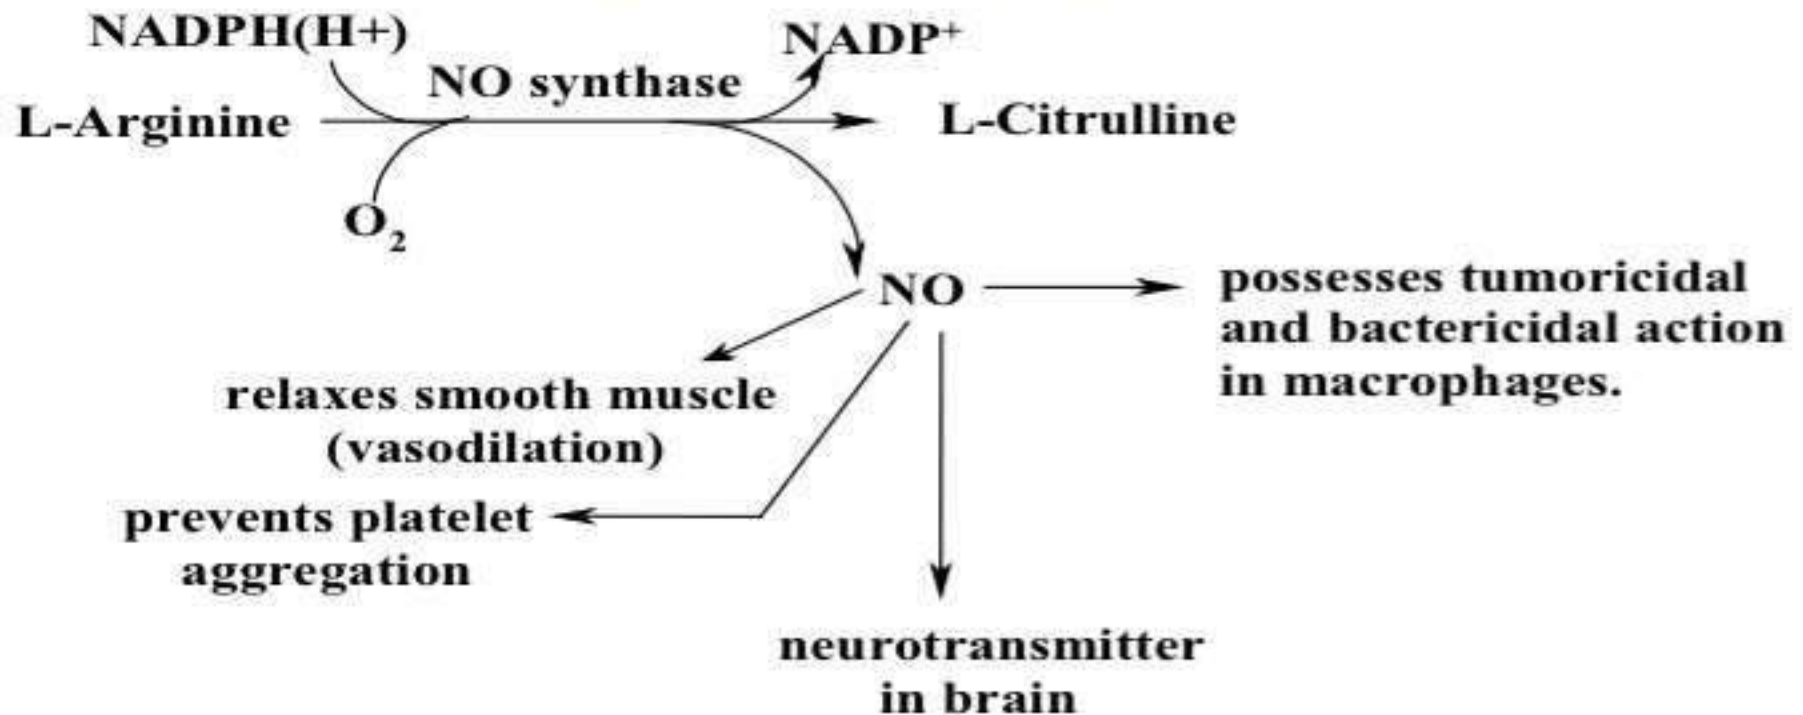 NADPH(H+)
NADP⁺
NO synthase
L-Arginine
L-Citrulline
O₂
NO
possesses tumoricidal
and bactericidal action
in macrophages.
relaxes smooth muscle
(vasodilation)
prevents platelet
aggregation
neurotransmitter
in brain